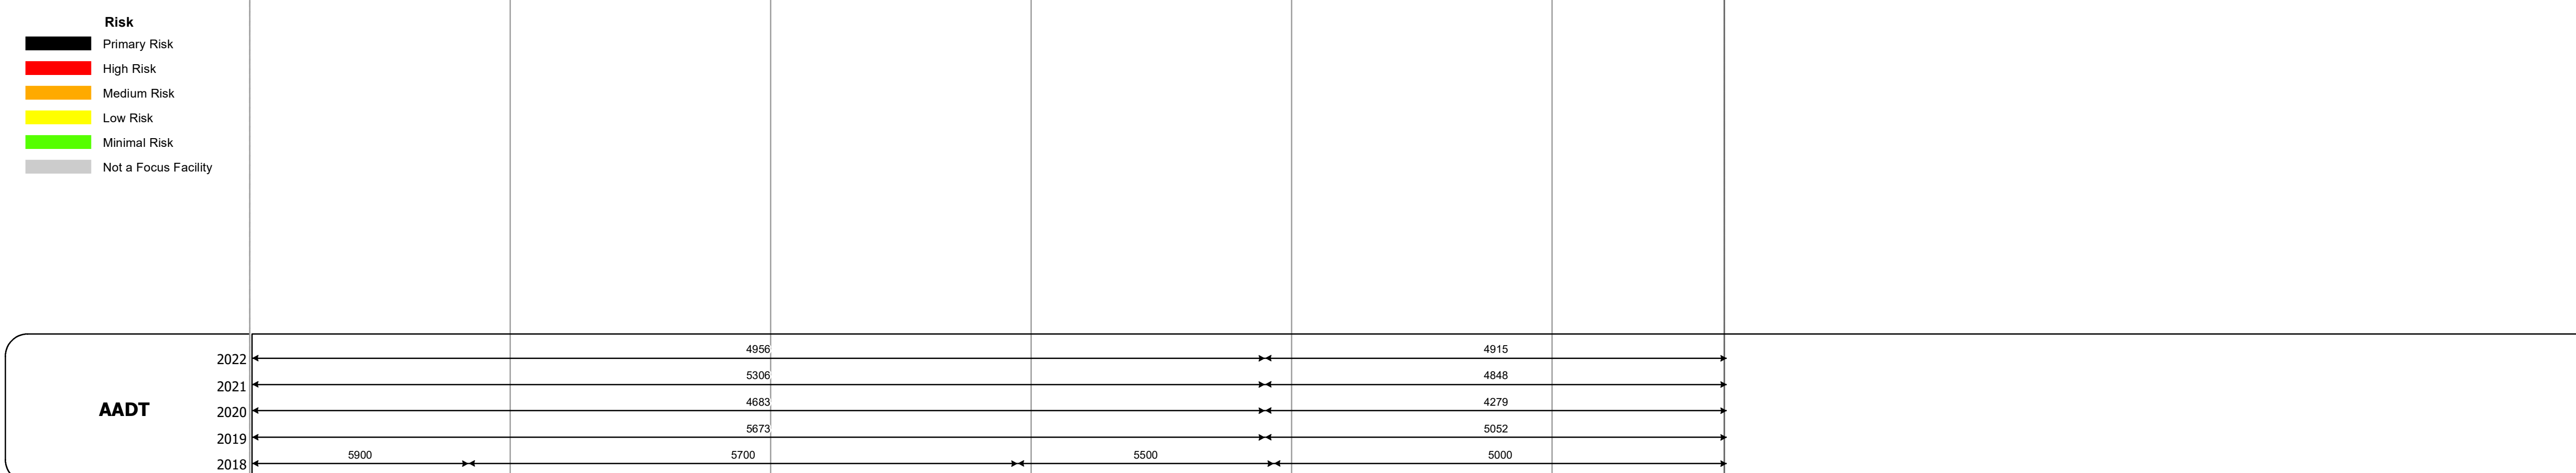 Risk
Primary Risk
High Risk
Medium Risk
Low Risk
Minimal Risk
Not a Focus Facility
AADT
2022 4956 4915
2021 5306 4848
2020 4683 4279
2019 5673 5052
2018 5900 5700 5500 5000